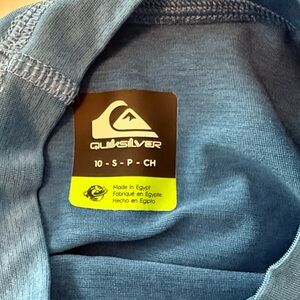 QUIKSILVER
10 - S - P - CH
Made in Egypt
Fabriqué en Egypte
Hecho en Egipto